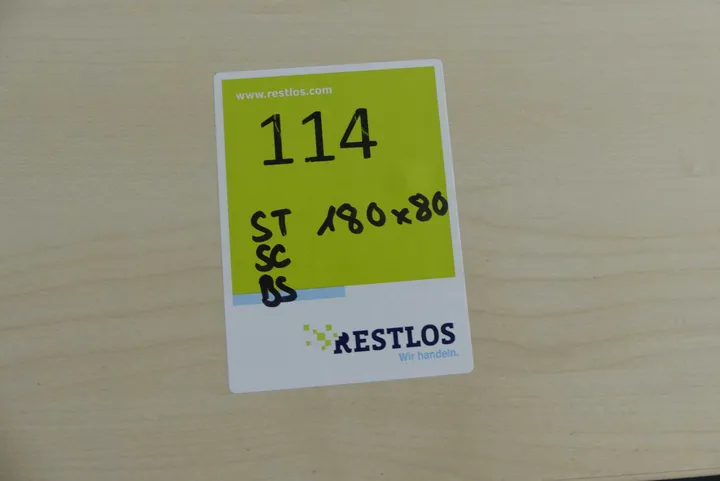 www.restlos.com
114
ST 180x80
SC
BS
RESTLOS
Wir handeln.